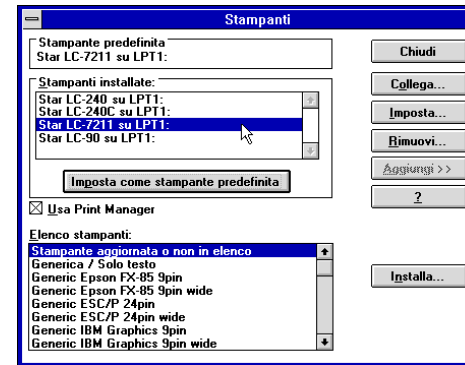 Stampanti
Stampante predefinita
Star LC-7211 su LPT1:
Stampanti installate:
Star LC-240 su LPT1:
Star LC-240C su LPT1:
Star LC-7211 su LPT1:
Star LC-90 su LPT1:
Imposta come stampante predefinita
Usa Print Manager
Elenco stampanti:
Stampante aggiornata o non in elenco
Generica / Solo testo
Generic Epson FX-85 9pin
Generic Epson FX-85 9pin wide
Generic ESC/P 24pin
Generic ESC/P 24pin wide
Generic IBM Graphics 9pin
Generic IBM Graphics 9pin wide
Chiudi
Collega...
Imposta...
Rimuovi...
Aggiungi >>
?
Installa...